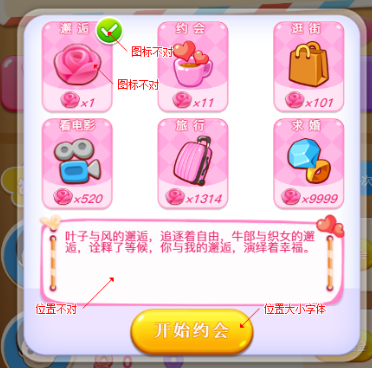 邂逅
约会
逛街
图标不对
图标不对
×1
×11
×101
看电影
旅行
求婚
×520
×1314
×9999
叶子与风的邂逅，追逐着自由，牛郎与织女的邂
逅，诠释了等候，你与我的邂逅，演绎着幸福。
位置不对
位置大小字体
开始约会